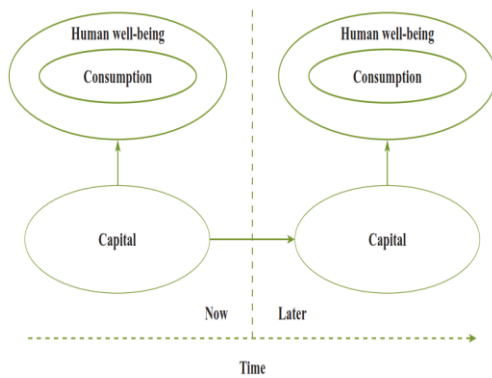 Human well-being
Human well-being
Consumption
Consumption
Capital
Capital
Now
Later
Time